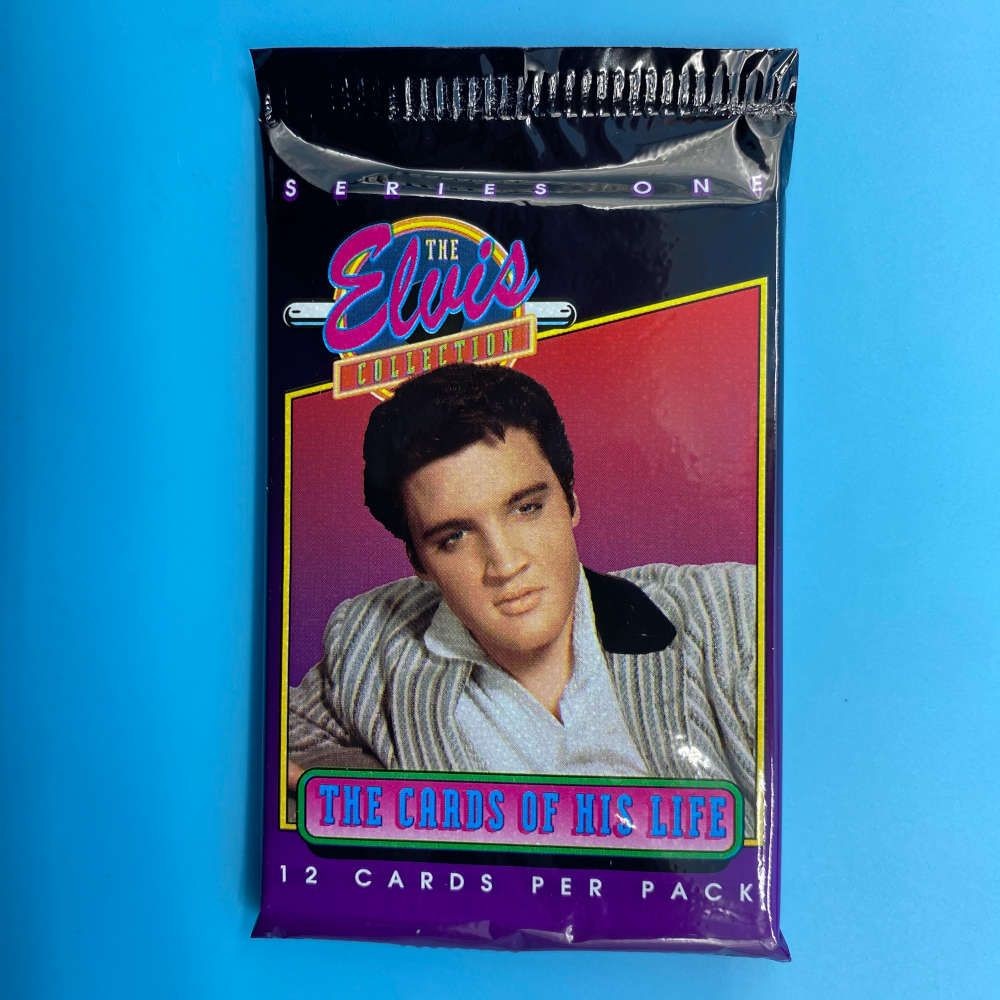 SERIES ONE
THE
Elvis
COLLECTION
THE CARDS OF HIS LIFE
12 CARDS PER PACK